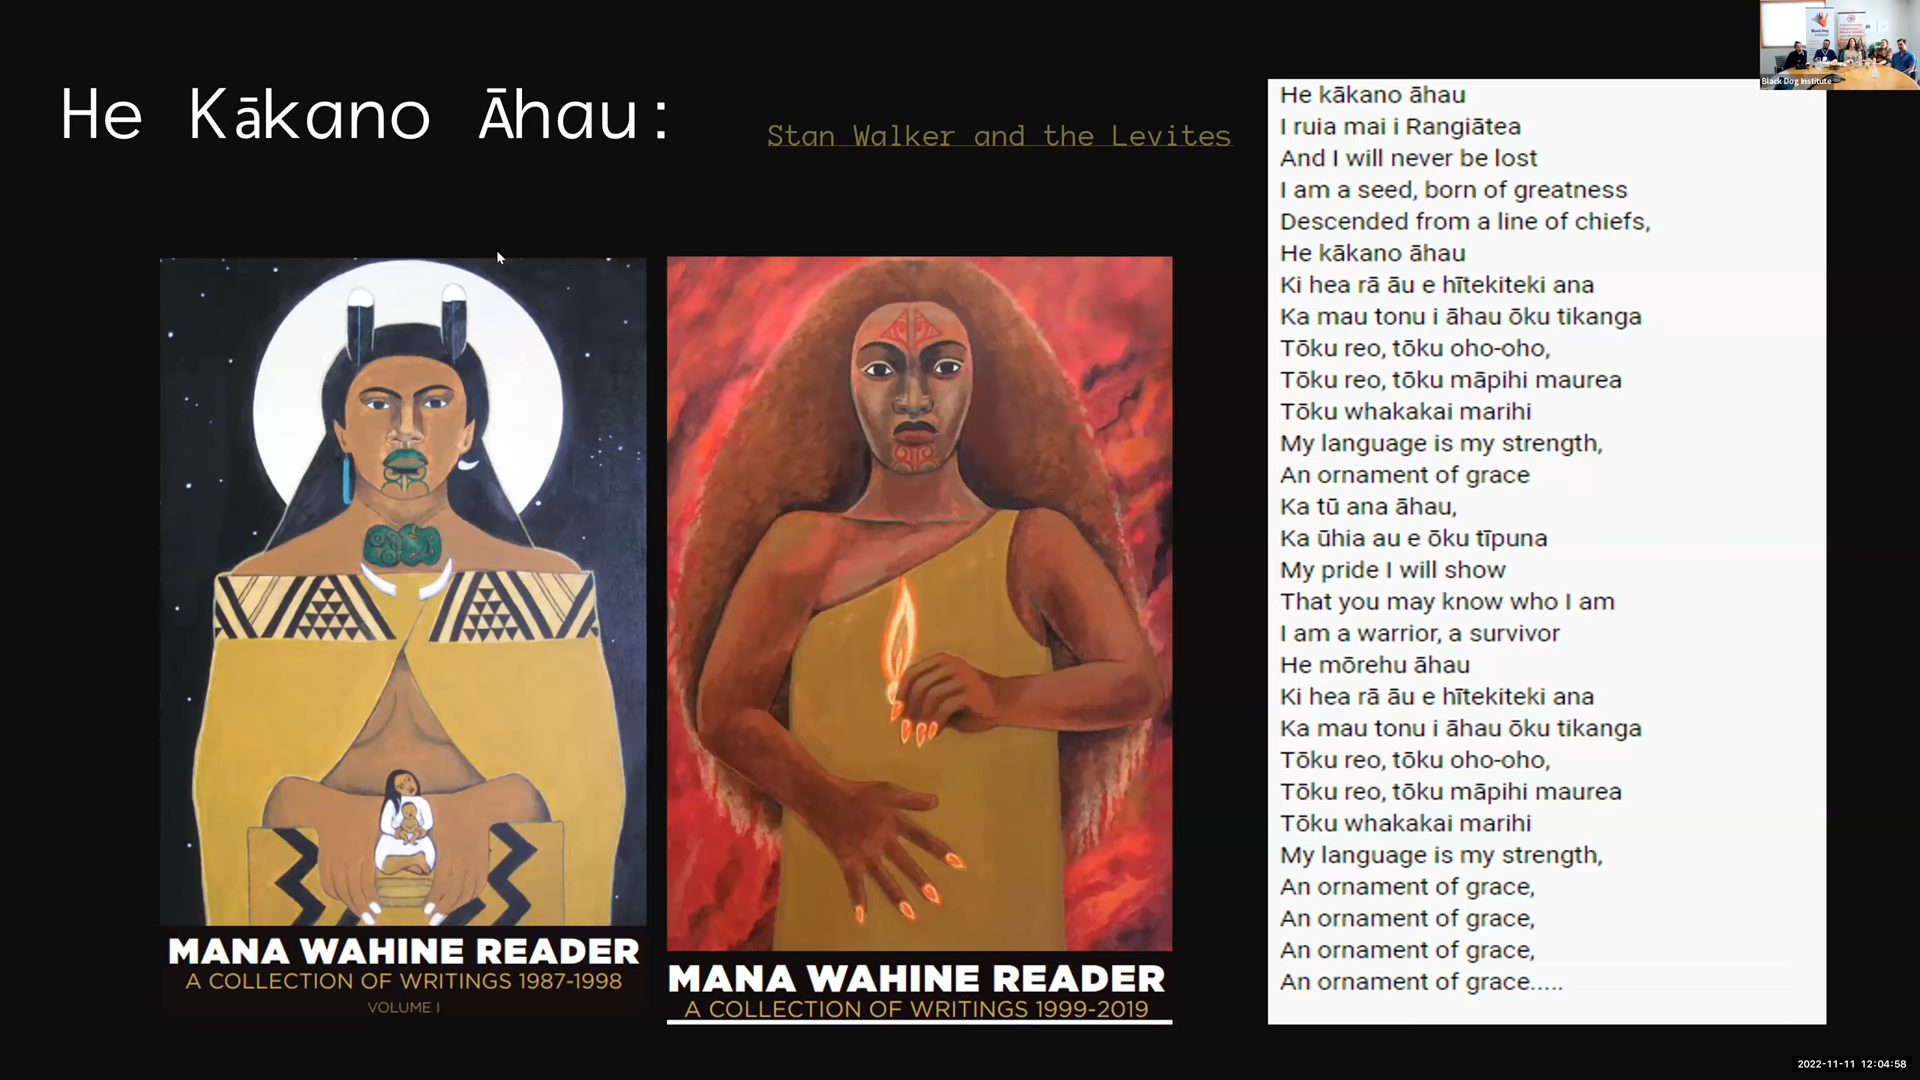 He Kākano Āhau:
Stan Walker and the Levites
He kākano āhau
I ruia mai i Rangiātea
And I will never be lost
I am a seed, born of greatness
Descended from a line of chiefs,
He kākano āhau
Ki hea rā āu e hītekiteki ana
Ka mau tonu i āhau ōku tikanga
Tōku reo, tōku oho-oho,
Tōku reo, tōku māpihi maurea
Tōku whakakai marihi
My language is my strength,
An ornament of grace
Ka tū ana āhau,
Ka ūhia au e ōku tīpuna
My pride I will show
That you may know who I am
I am a warrior, a survivor
He mōrehu āhau
Ki hea rā āu e hītekiteki ana
Ka mau tonu i āhau ōku tikanga
Tōku reo, tōku oho-oho,
Tōku reo, tōku māpihi maurea
Tōku whakakai marihi
My language is my strength,
An ornament of grace,
An ornament of grace,
An ornament of grace,
An ornament of grace.....
MANA WAHINE READER
A COLLECTION OF WRITINGS 1987-1998
VOLUME I
MANA WAHINE READER
A COLLECTION OF WRITINGS 1999-2019
Black Dog Institute
2022-11-11 12:04:58